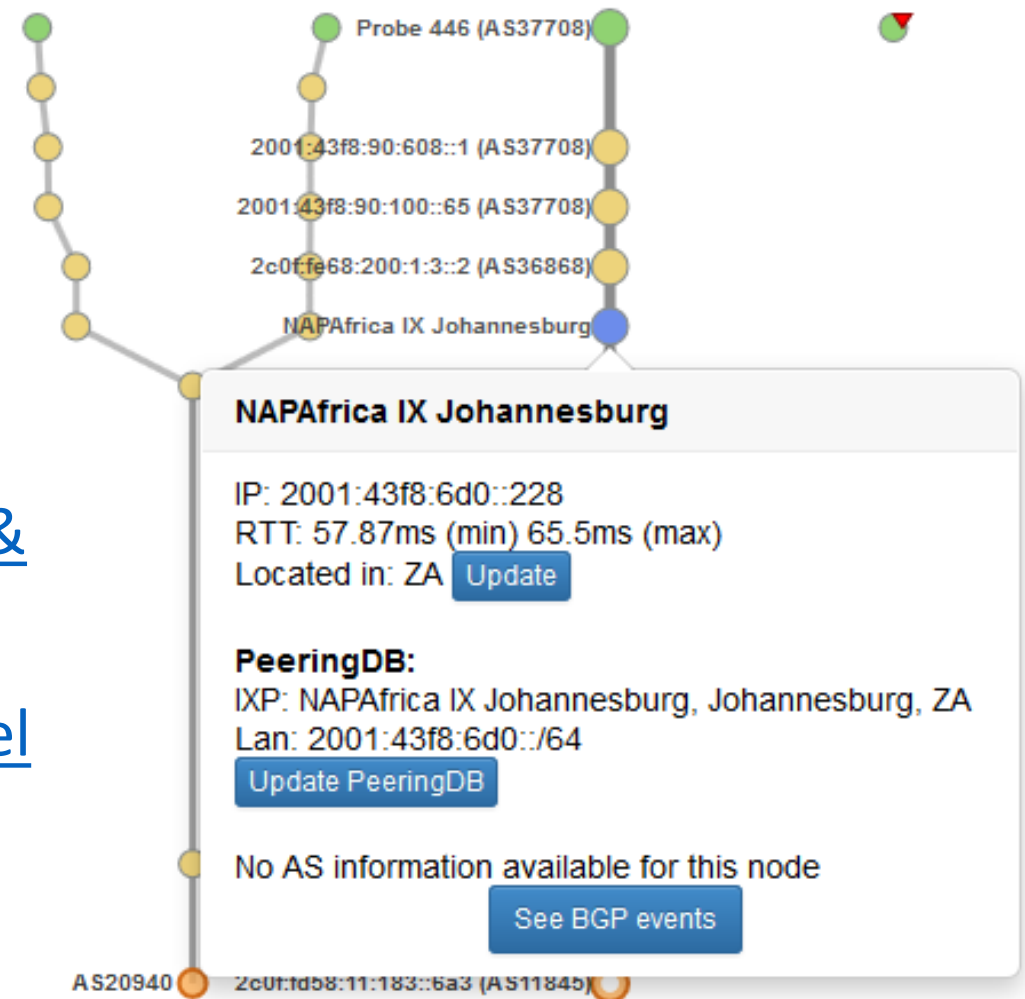 Probe 446 (AS37708)
2001:43f8:90:608::1 (AS37708)
2001:43f8:90:100::65 (AS37708)
2c0f:fe68:200:1:3::2 (AS36868)
NAPAfrica IX Johannesburg
NAPAfrica IX Johannesburg
IP: 2001:43f8:6d0::228
RTT: 57.87ms (min) 65.5ms (max)
Located in: ZA Update
&
PeeringDB:
IXP: NAPAfrica IX Johannesburg, Johannesburg, ZA
el
Lan: 2001:43f8:6d0::/64
Update PeeringDB
No AS information available for this node
See BGP events
AS20940 2c0f:fd58:11:183::6a3 (AS11845)